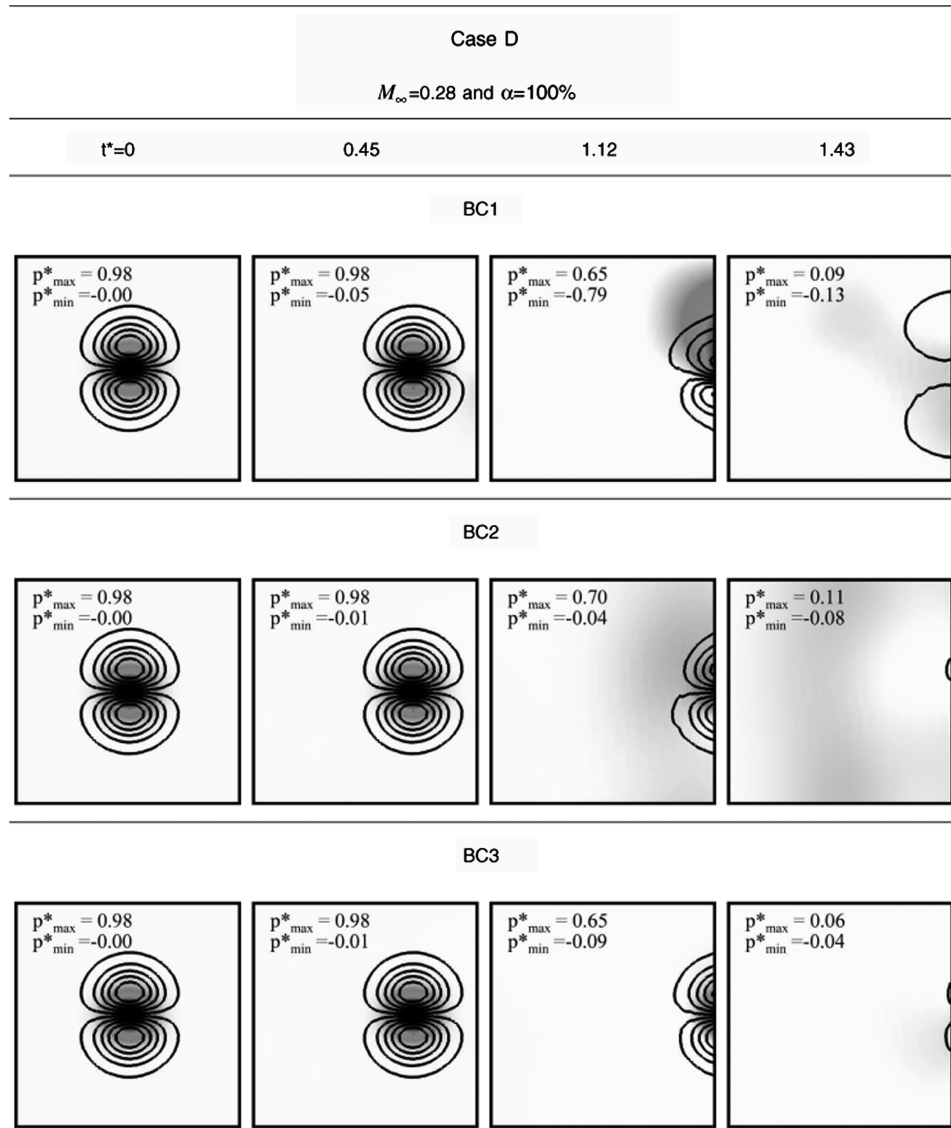 Case D
M∞=0.28 and α=100%
t*=0 0.45 1.12 1.43
BC1
p*max = 0.98 p*max = 0.98 p*max = 0.65 p*max = 0.09
p*min =-0.00 p*min =-0.05 p*min =-0.79 p*min =-0.13
BC2
p*max = 0.98 p*max = 0.98 p*max = 0.70 p*max = 0.11
p*min =-0.00 p*min =-0.01 p*min =-0.04 p*min =-0.08
BC3
p*max = 0.98 p*max = 0.98 p*max = 0.65 p*max = 0.06
p*min =-0.00 p*min =-0.01 p*min =-0.09 p*min =-0.04